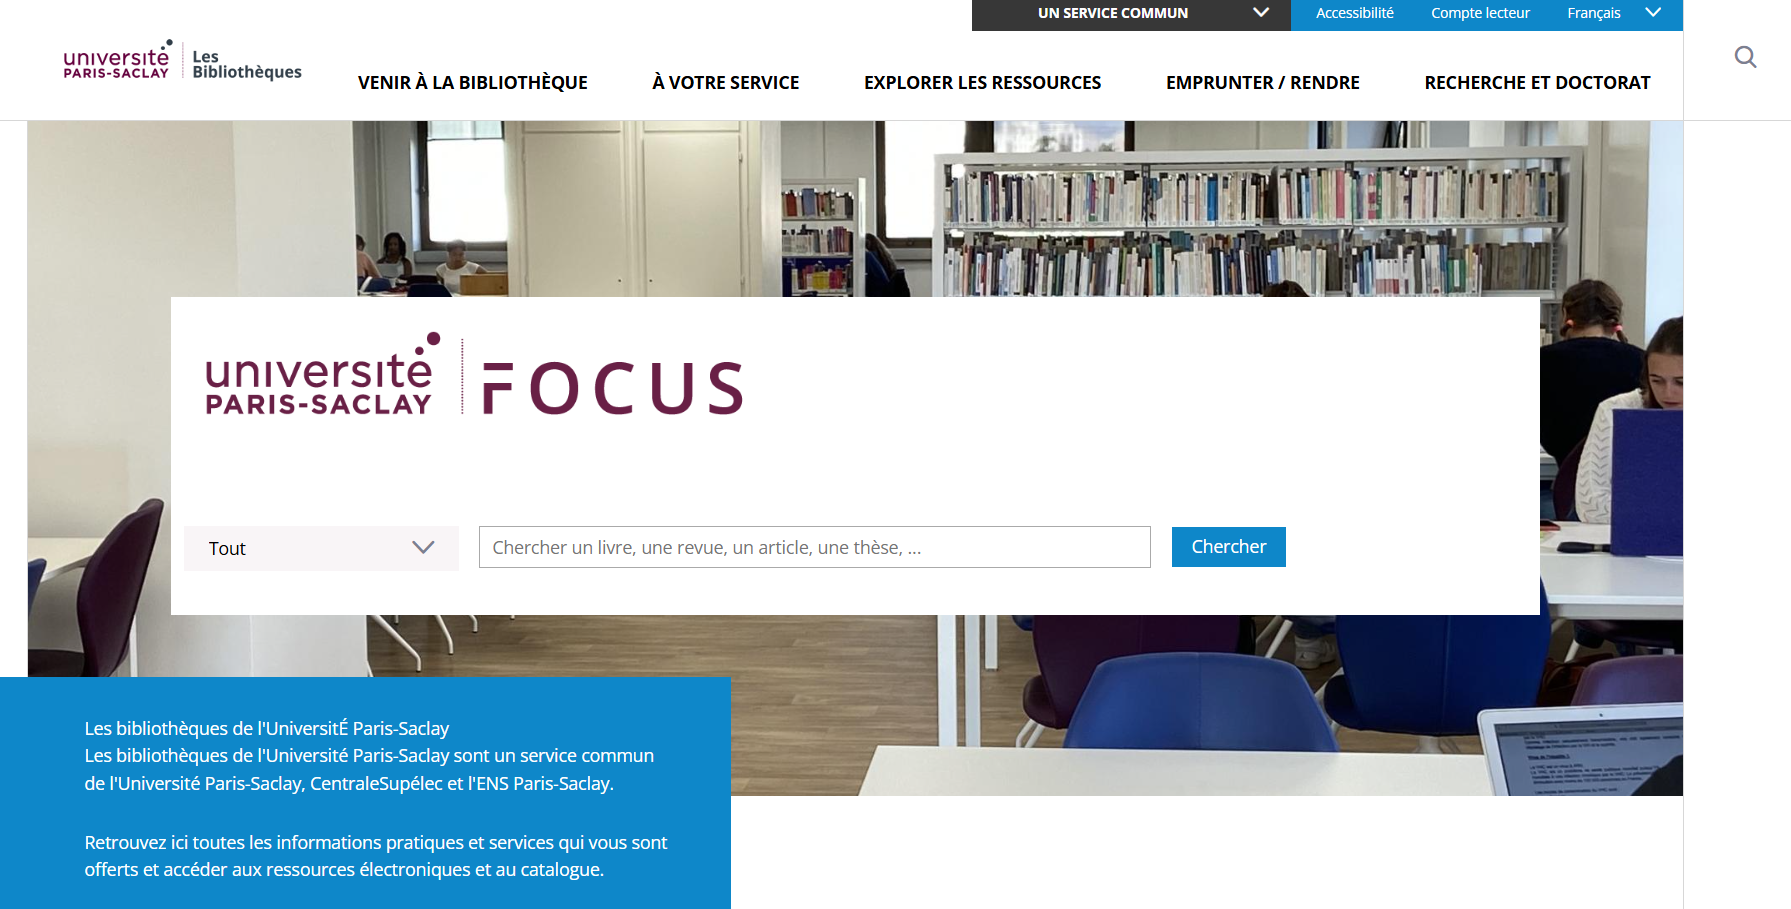 UN SERVICE COMMUN
Accessibilité
Compte lecteur
Français
université
PARIS-SACLAY
Les
Bibliothèques
VENIR À LA BIBLIOTHÈQUE
À VOTRE SERVICE
EXPLORER LES RESSOURCES
EMPRUNTER / RENDRE
RECHERCHE ET DOCTORAT
université
PARIS-SACLAY
FOCUS
Tout
Chercher un livre, une revue, un article, une thèse, ...
Chercher
Les bibliothèques de l'UniversitÉ Paris-Saclay
Les bibliothèques de l'Université Paris-Saclay sont un service commun
de l'Université Paris-Saclay, CentraleSupélec et l'ENS Paris-Saclay.
Retrouvez ici toutes les informations pratiques et services qui vous sont
offerts et accéder aux ressources électroniques et au catalogue.